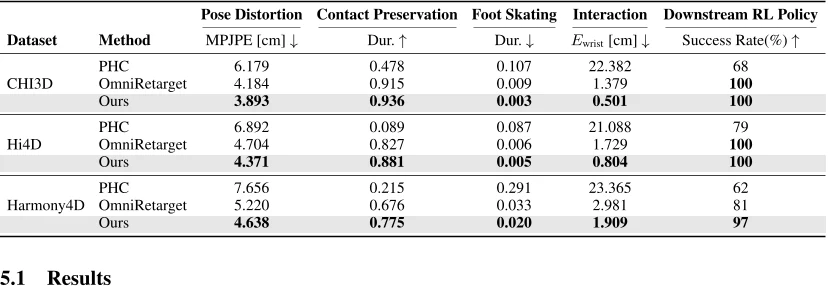 Pose Distortion Contact Preservation Foot Skating Interaction Downstream RL Policy
Dataset Method MPJPE [cm] ↓ Dur. ↑ Dur. ↓ E_wrist [cm] ↓ Success Rate(%) ↑
PHC 6.179 0.478 0.107 22.382 68
CHI3D OmniRetarget 4.184 0.915 0.009 1.379 100
Ours 3.893 0.936 0.003 0.501 100
PHC 6.892 0.089 0.087 21.088 79
Hi4D OmniRetarget 4.704 0.827 0.006 1.729 100
Ours 4.371 0.881 0.005 0.804 100
PHC 7.656 0.215 0.291 23.365 62
Harmony4D OmniRetarget 5.220 0.676 0.033 2.981 81
Ours 4.638 0.775 0.020 1.909 97
5.1 Results